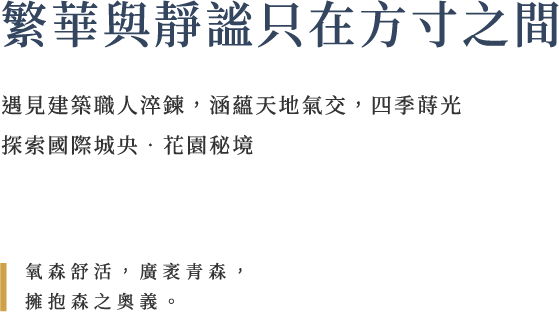 繁華與靜謐只在方寸之間
遇見建築職人淬鍊，涵蘊天地氣交，四季蒔光
探索國際城央．花園秘境
氧森舒活，廣袤青森，
擁抱森之奧義。